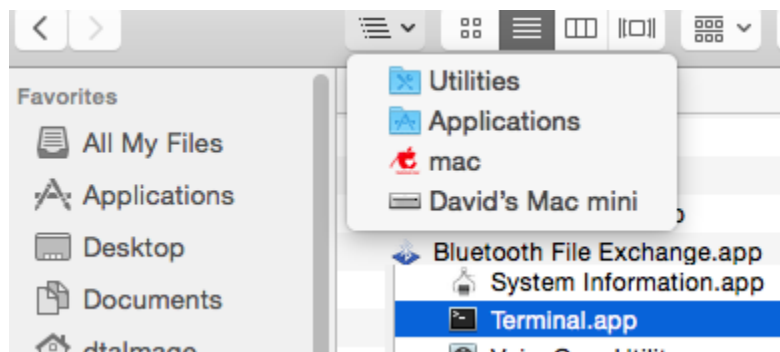 Utilities
Favorites
Applications
All My Files
mac
Applications
David's Mac mini
Desktop
Bluetooth File Exchange.app
System Information.app
Documents
Terminal.app